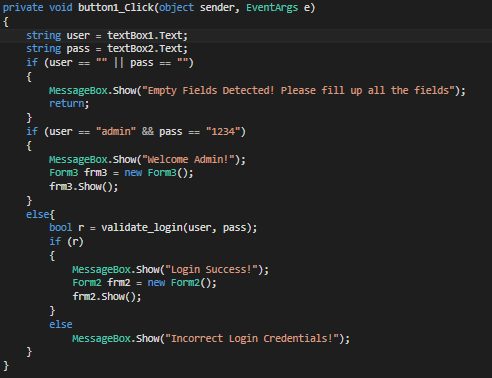 private void button1_Click(object sender, EventArgs e)
{
    string user = textBox1.Text;
    string pass = textBox2.Text;
    if (user == "" || pass == "")
    {
        MessageBox.Show("Empty Fields Detected! Please fill up all the fields");
        return;
    }
    if (user == "admin" && pass == "1234")
    {
        MessageBox.Show("Welcome Admin!");
        Form3 frm3 = new Form3();
        frm3.Show();
    }
    else{
        bool r = validate_login(user, pass);
        if (r)
        {
            MessageBox.Show("Login Success!");
            Form2 frm2 = new Form2();
            frm2.Show();
        }
        else
            MessageBox.Show("Incorrect Login Credentials!");
    }
}